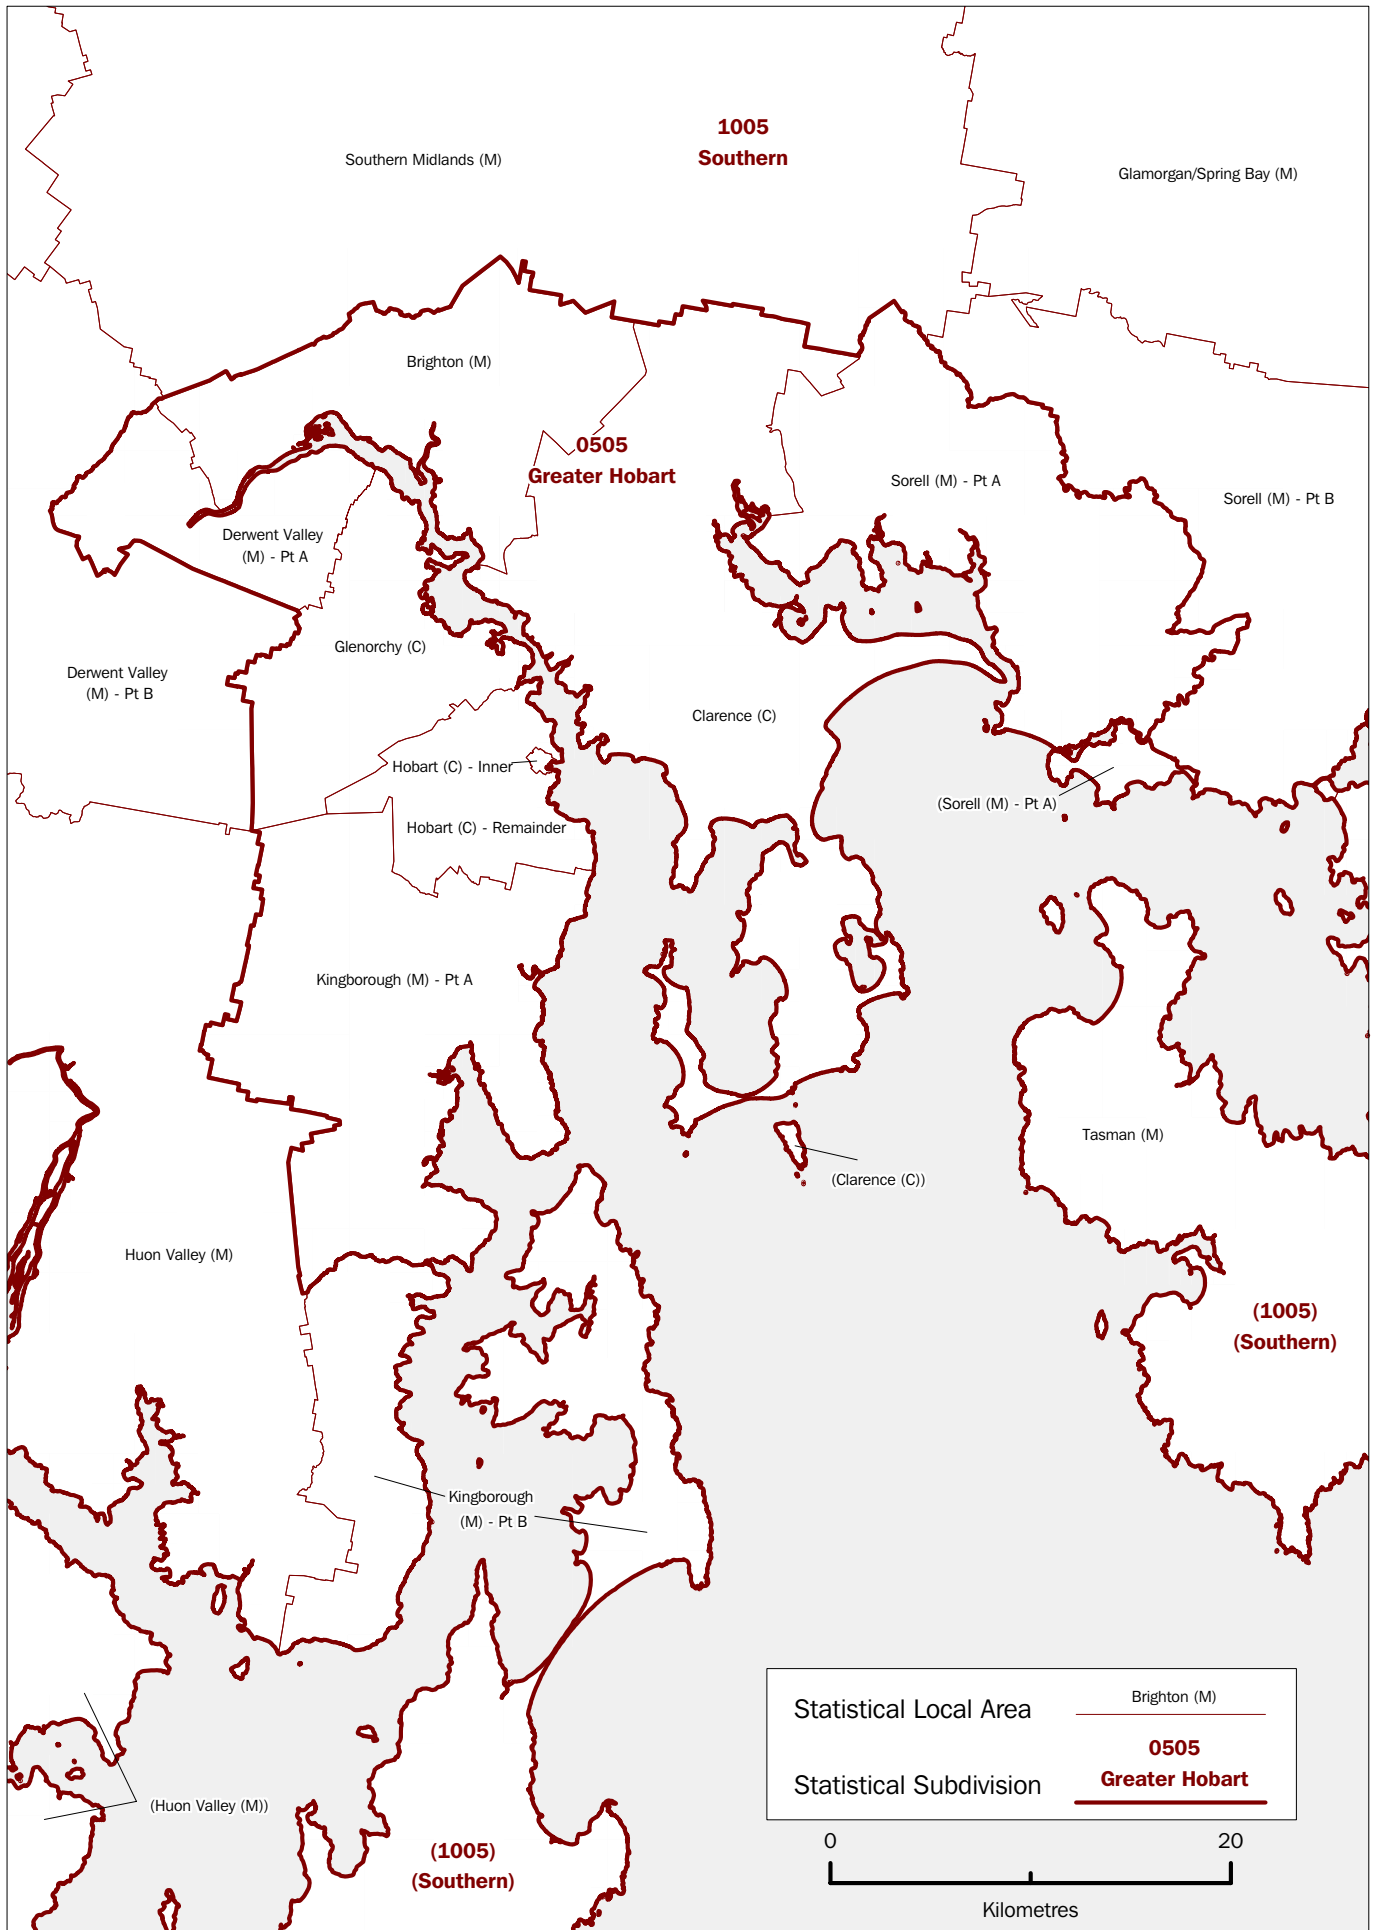 1005
Southern
Southern Midlands (M)
Glamorgan/Spring Bay (M)
Brighton (M)
0505
Greater Hobart
Sorell (M) - Pt A
Sorell (M) - Pt B
Derwent Valley
(M) - Pt A
Glenorchy (C)
Derwent Valley
(M) - Pt B
Clarence (C)
Hobart (C) - Inner
(Sorell (M) - Pt A)
Hobart (C) - Remainder
Kingborough (M) - Pt A
Tasman (M)
(Clarence (C))
Huon Valley (M)
(1005)
(Southern)
Kingborough
(M) - Pt B
(Huon Valley (M))
(1005)
(Southern)
Statistical Local Area
Brighton (M)
Statistical Subdivision
0505
Greater Hobart
0
20
Kilometres